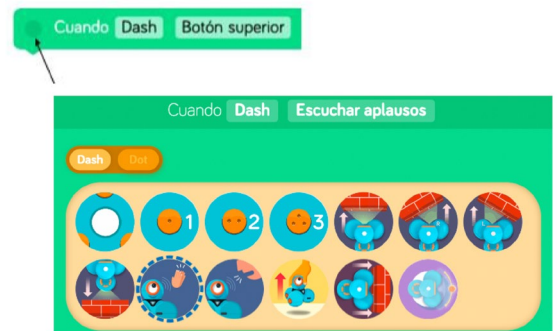 Cuando Dash Botón superior
Cuando Dash Escuchar aplausos
Dash Dot
1 2 3